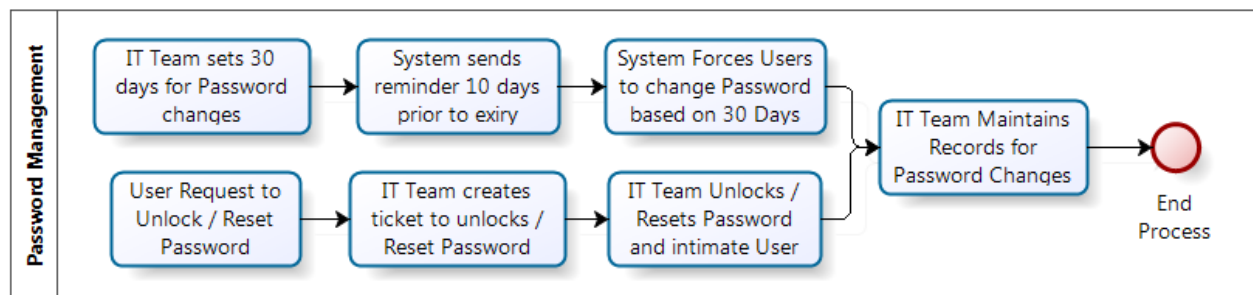 Password Management
IT Team sets 30
days for Password
changes
System sends
reminder 10 days
prior to exiry
System Forces Users
to change Password
based on 30 Days
IT Team Maintains
Records for
Password Changes
End
Process
User Request to
Unlock / Reset
Password
IT Team creates
ticket to unlocks /
Reset Password
IT Team Unlocks /
Resets Password
and intimate User